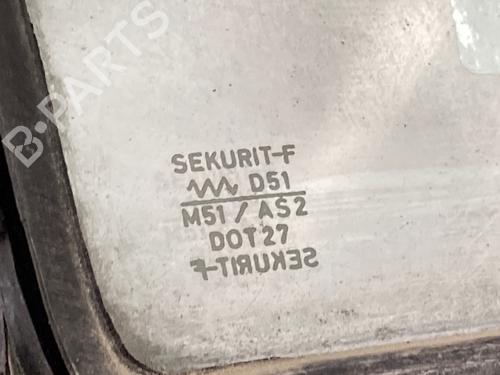 B-PARTS
SEKURIT-F
D51
M51 / AS2
DOT27
SEKURIT-F